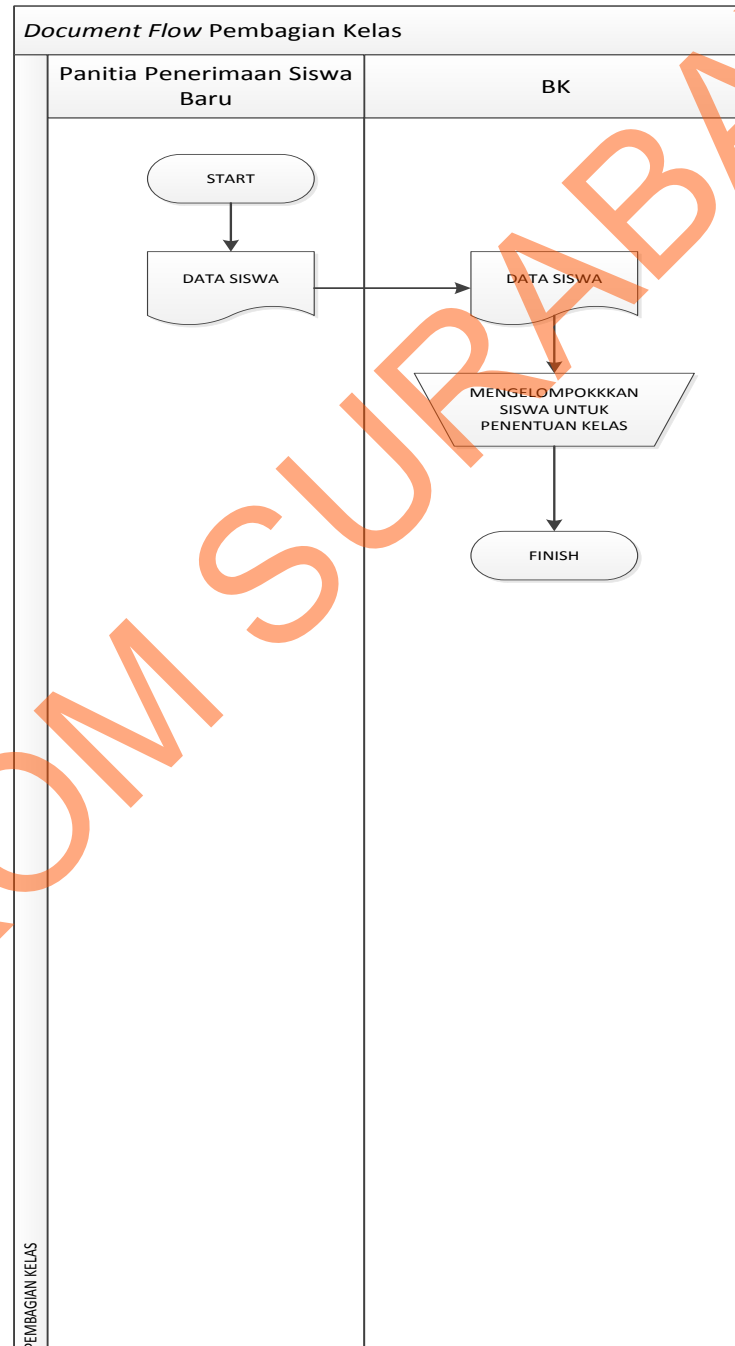 Document Flow Pembagian Kelas
Panitia Penerimaan Siswa
Baru
BK
START
DATA SISWA
DATA SISWA
MENGELOMPOKKKAN
SISWA UNTUK
PENENTUAN KELAS
FINISH
PEMBAGIAN KELAS
OM SURABA